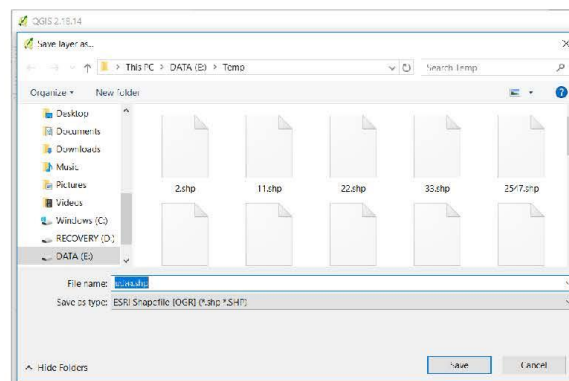 QGIS 2.18.14
Save layer as...
This PC > DATA (E:) > Temp
Search Temp
Organize
New folder
Desktop
Documents
Downloads
Music
Pictures
Videos
Windows (C:)
RECOVERY (D:)
DATA (E:)
2.shp
11.shp
22.shp
33.shp
2547.shp
File name:
Save as type: ESRI Shapefile [OGR] (*.shp *.SHP)
Hide Folders
Save
Cancel